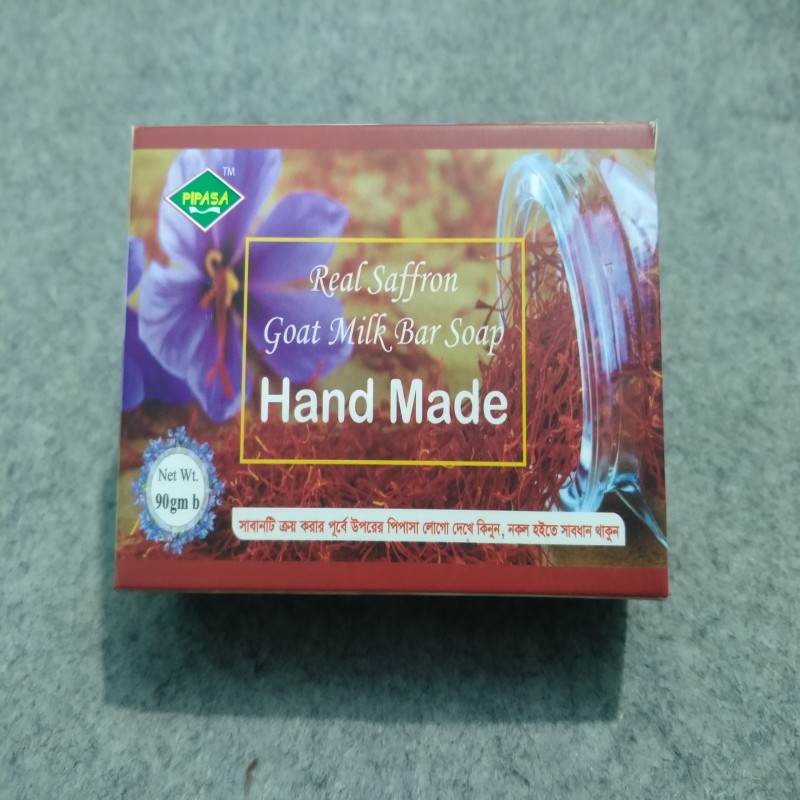 PIPASA
TM
Real Saffron
Goat Milk Bar Soap
Hand Made
Net Wt.
90gm b
সাবানটি ক্রয় করার পূর্বে উপরের পিপাসা লোগো দেখে কিনুন, নকল হইতে সাবধান থাকুন